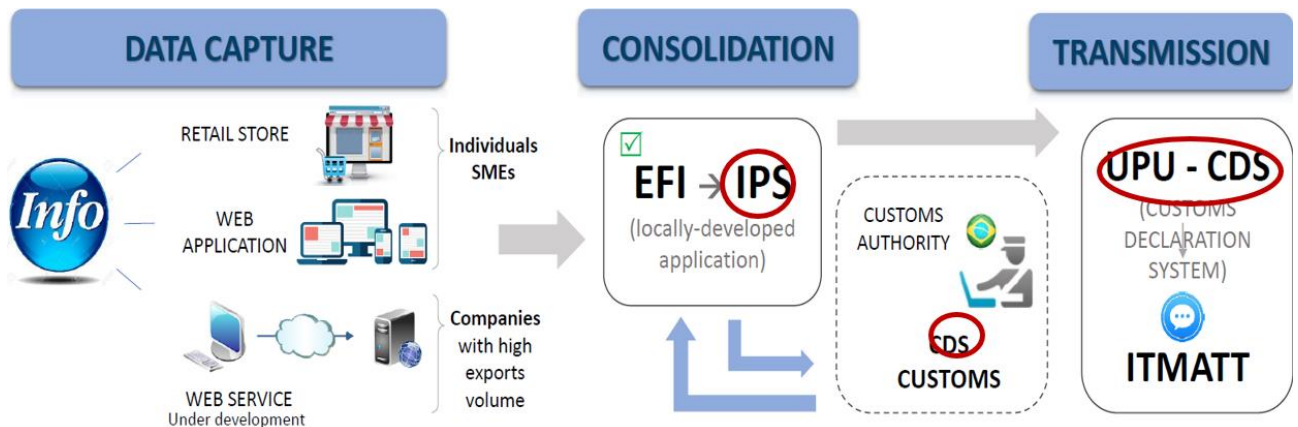 DATA CAPTURE
CONSOLIDATION
TRANSMISSION
Info
RETAIL STORE
Individuals
SMEs
WEB
APPLICATION
WEB SERVICE
Under development
Companies
with high
exports
volume
EFI → IPS
(locally-developed
application)
CUSTOMS
AUTHORITY
CDS
CUSTOMS
UPU - CDS
(CUSTOMS
DECLARATION
SYSTEM)
ITMATT